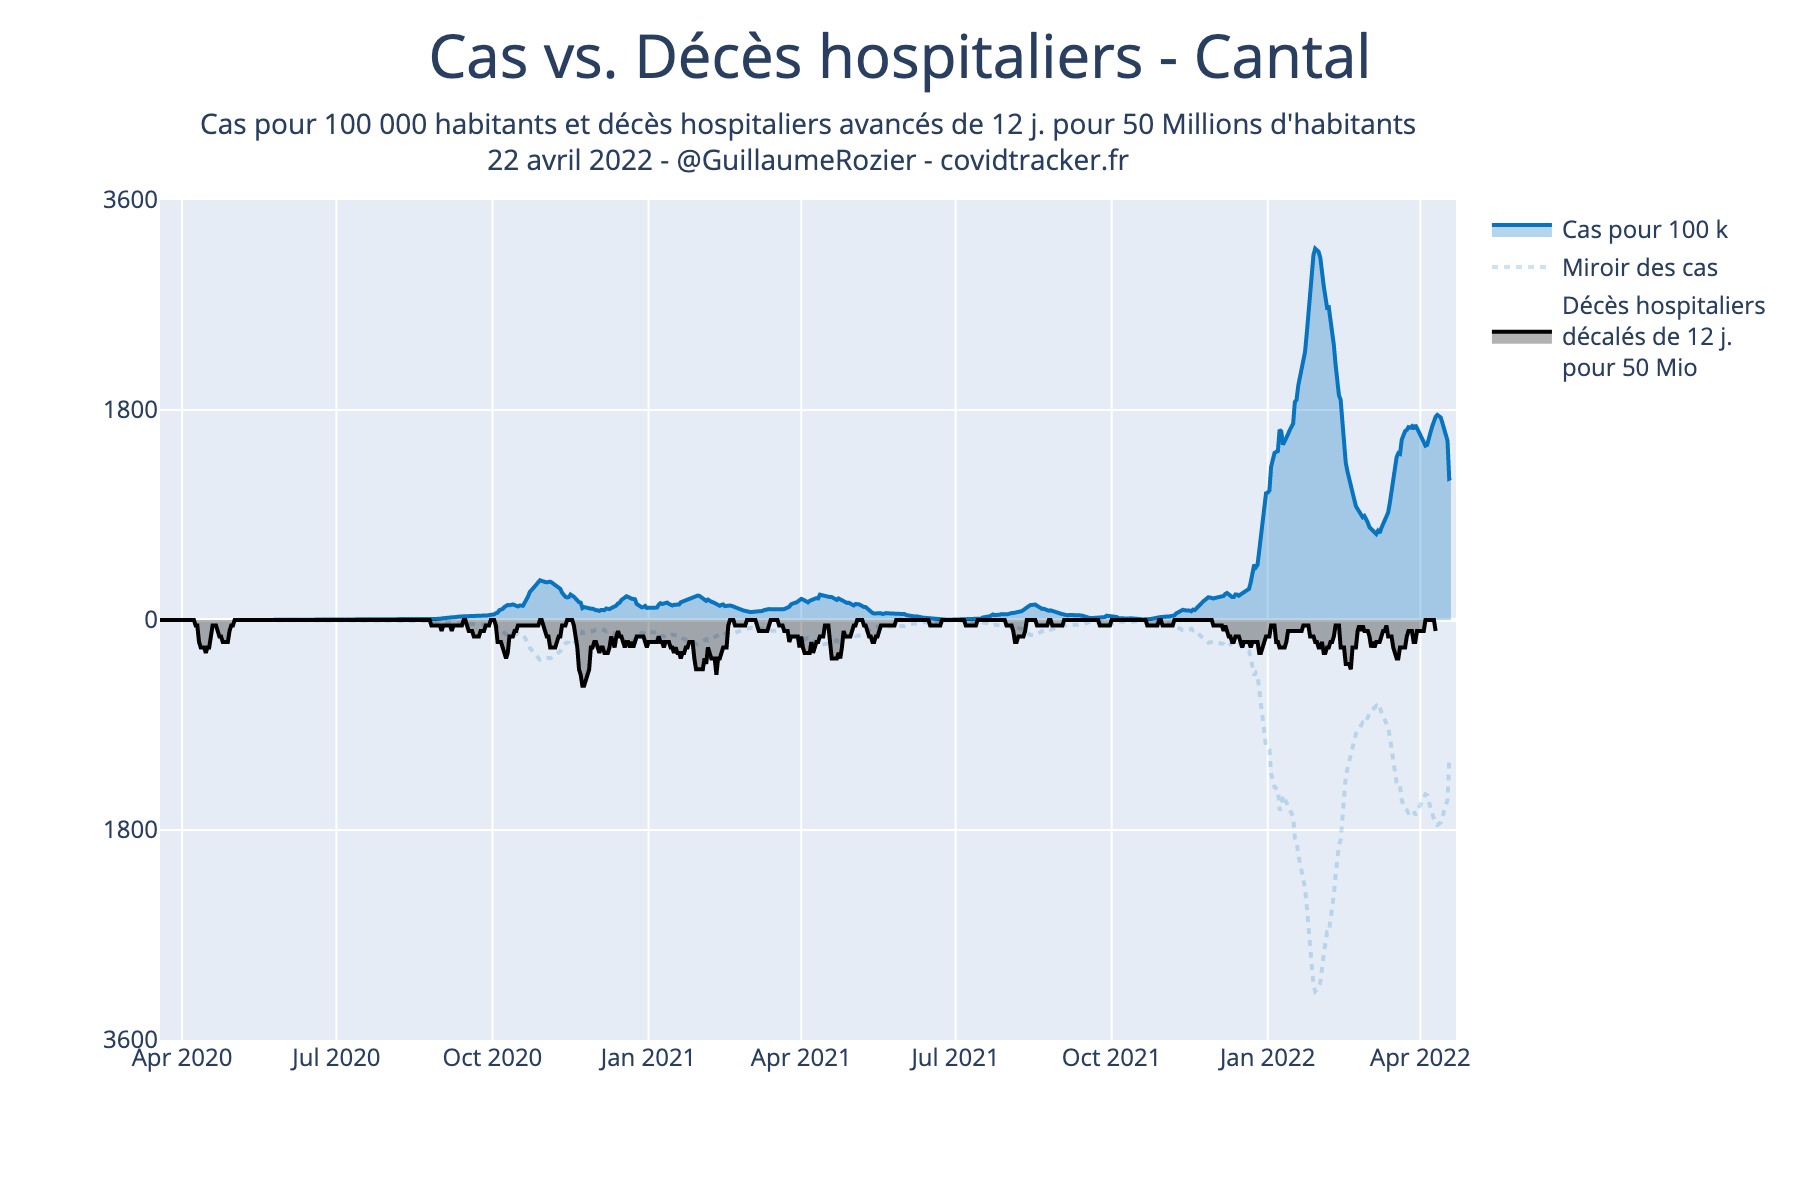 Cas vs. Décès hospitaliers - Cantal
Cas pour 100 000 habitants et décès hospitaliers avancés de 12 j. pour 50 Millions d'habitants
22 avril 2022 - @GuillaumeRozier - covidtracker.fr
3600
1800
0
1800
3600
Apr 2020
Jul 2020
Oct 2020
Jan 2021
Apr 2021
Jul 2021
Oct 2021
Jan 2022
Apr 2022
Cas pour 100 k
Miroir des cas
Décès hospitaliers
décalés de 12 j.
pour 50 Mio